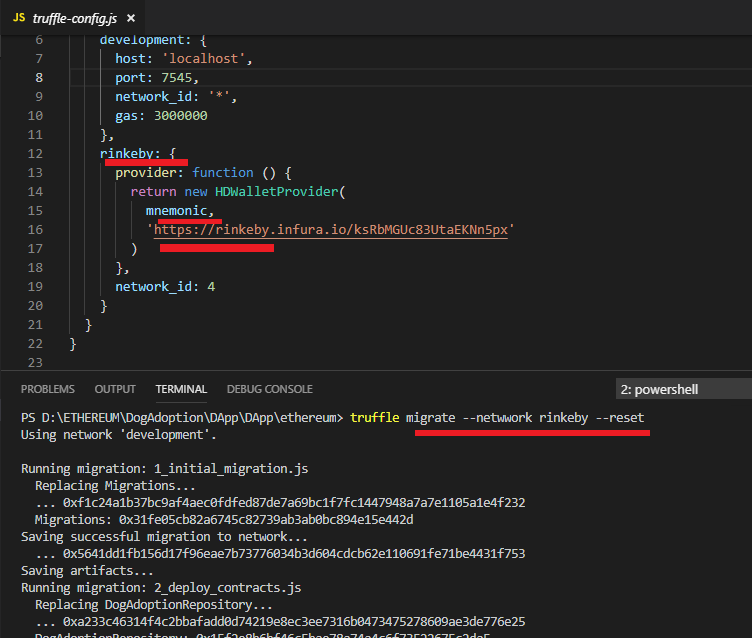 JS truffle-config.js ×
6 development: {
7 host: 'localhost',
8 port: 7545,
9 network_id: '*',
10 gas: 3000000
11 },
12 rinkeby: {
13 provider: function () {
14 return new HDWalletProvider(
15 mnemonic,
16 'https://rinkeby.infura.io/ksRbMGUc83UtaEKNn5px'
17 )
18 },
19 network_id: 4
20 }
21 }
22 }
23
PROBLEMS OUTPUT TERMINAL DEBUG CONSOLE 2: powershell
PS D:\ETHEREUM\DogAdoption\DApp\DApp\ethereum> truffle migrate --netwwork rinkeby --reset
Using network 'development'.
Running migration: 1_initial_migration.js
Replacing Migrations...
... 0xf1c24a1b37bc9af4aec0fdfed87de7a69bc1f7fc1447948a7a7e1105a1e4f232
Migrations: 0x31fe05cb82a6745c82739ab3ab0bc894e15e442d
Saving successful migration to network...
... 0x5641dd1fb156d17f96eae7b73776034b3d604cdcb62e110691fe71be4431f753
Saving artifacts...
Running migration: 2_deploy_contracts.js
Replacing DogAdoptionRepository...
... 0xa233c46314f4c2bbafadd0d74219e8ec3ee7316b0473475278609ae3de776e25
DogAdoptionRepository: